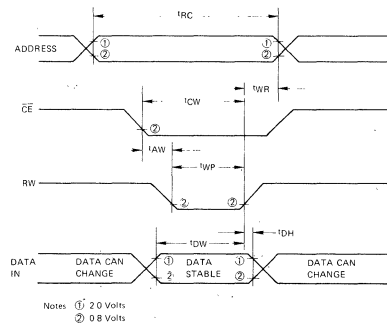 tRC
ADDRESS ① ② ① ②
tWR
tCW
CE
②
tAW
tWP
RW
2 ②
tDW
tDH
DATA IN
DATA CAN CHANGE
① 2
DATA STABLE
① ②
DATA CAN CHANGE
Notes ① 2 0 Volts
② 0 8 Volts